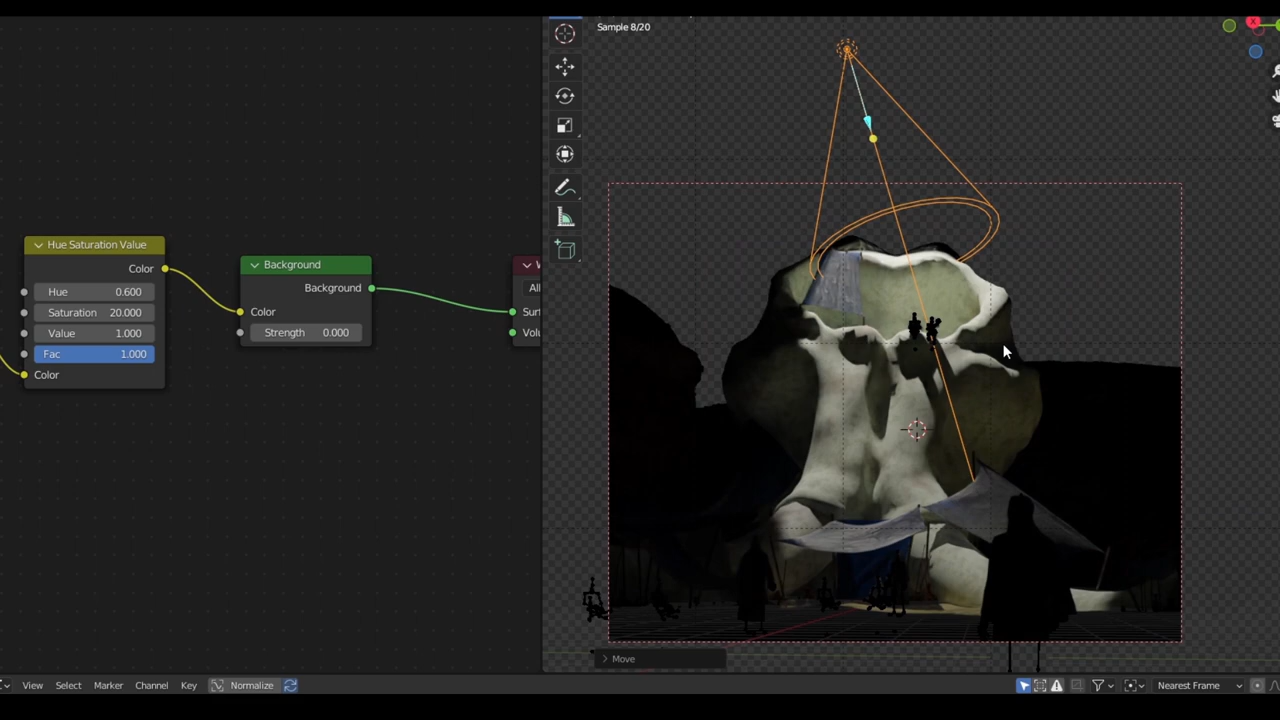 Sample 8/20
X
Hue Saturation Value
Color
Hue 0.600
Saturation 20.000
Value 1.000
Fac 1.000
Color
Background
Background
Color
Strength 0.000
W
All
Surf
Volu
Move
View Select Marker Channel Key Normalize Nearest Frame